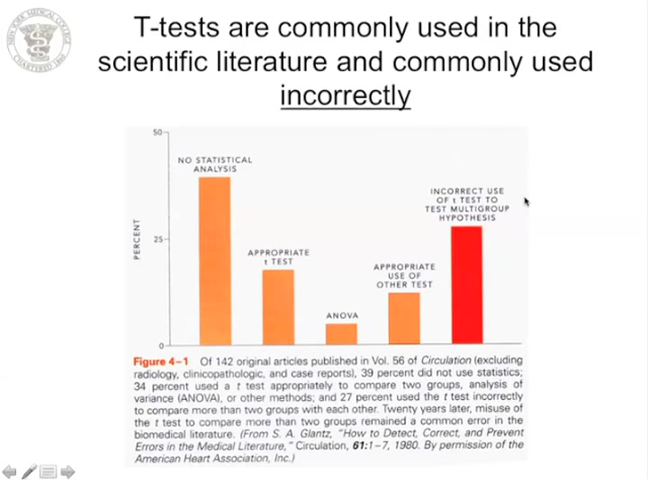 T-tests are commonly used in the
scientific literature and commonly used
incorrectly
50
NO STATISTICAL
ANALYSIS
INCORRECT USE
OF t TEST TO
TEST MULTIGROUP
HYPOTHESIS
PERCENT
25
APPROPRIATE
t TEST
APPROPRIATE
USE OF
OTHER TEST
ANOVA
0
Figure 4–1 Of 142 original articles published in Vol. 56 of Circulation (excluding
radiology, clinicopathologic, and case reports), 39 percent did not use statistics;
34 percent used a t test appropriately to compare two groups, analysis of
variance (ANOVA), or other methods; and 27 percent used the t test incorrectly
to compare more than two groups with each other. Twenty years later, misuse of
the t test to compare more than two groups remained a common error in the
biomedical literature. (From S. A. Glantz, "How to Detect, Correct, and Prevent
Errors in the Medical Literature," Circulation, 61:1–7, 1980. By permission of the
American Heart Association, Inc.)